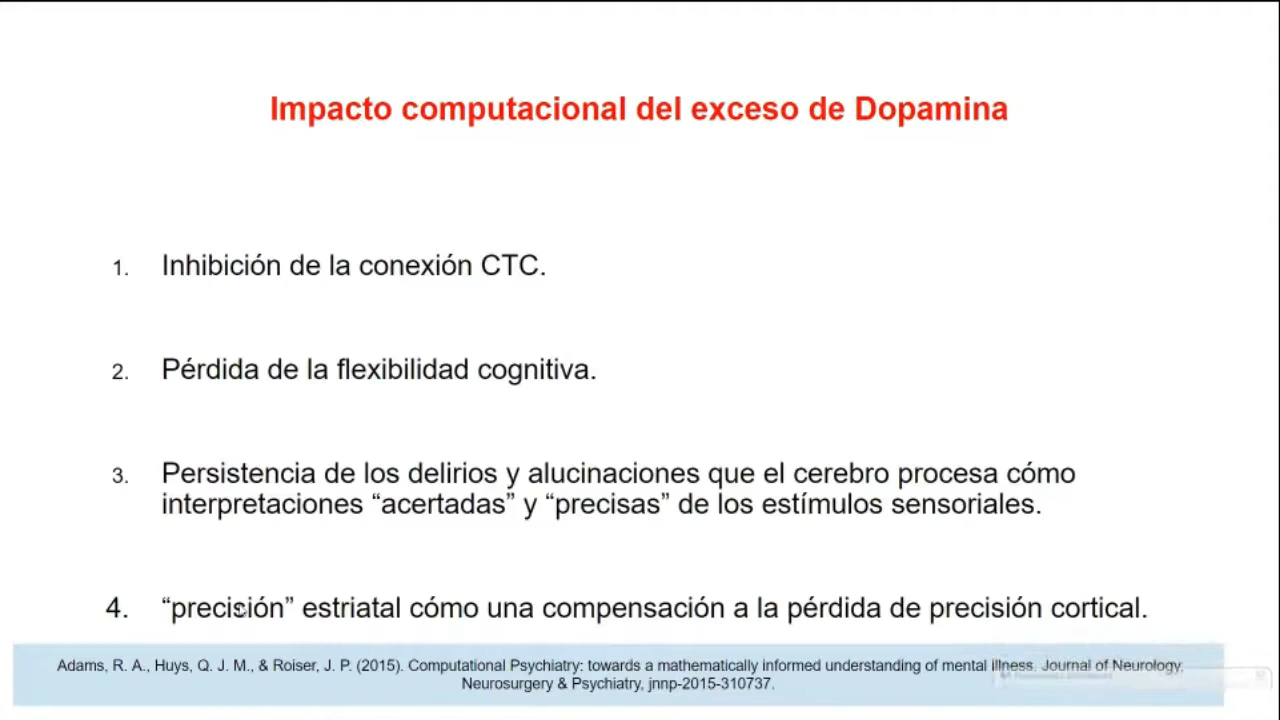 Impacto computacional del exceso de Dopamina
1. Inhibición de la conexión CTC.
2. Pérdida de la flexibilidad cognitiva.
3. Persistencia de los delirios y alucinaciones que el cerebro procesa cómo
interpretaciones “acertadas” y “precisas” de los estímulos sensoriales.
4. “precisión” estriatal cómo una compensación a la pérdida de precisión cortical.
Adams, R. A., Huys, Q. J. M., & Roiser, J. P. (2015). Computational Psychiatry: towards a mathematically informed understanding of mental illness. Journal of Neurology,
Neurosurgery & Psychiatry, jnnp-2015-310737.